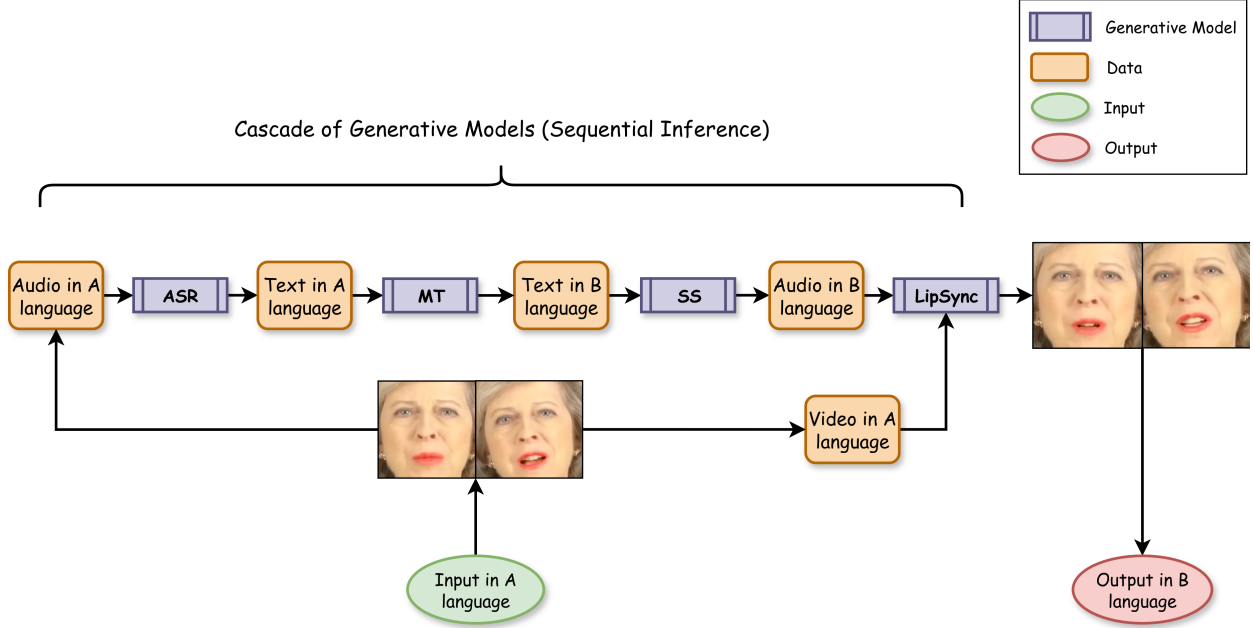 Generative Model
Data
Input
Output
Cascade of Generative Models (Sequential Inference)
Audio in A
language
ASR
Text in A
language
MT
Text in B
language
SS
Audio in B
language
LipSync
Video in A
language
Input in A
language
Output in B
language